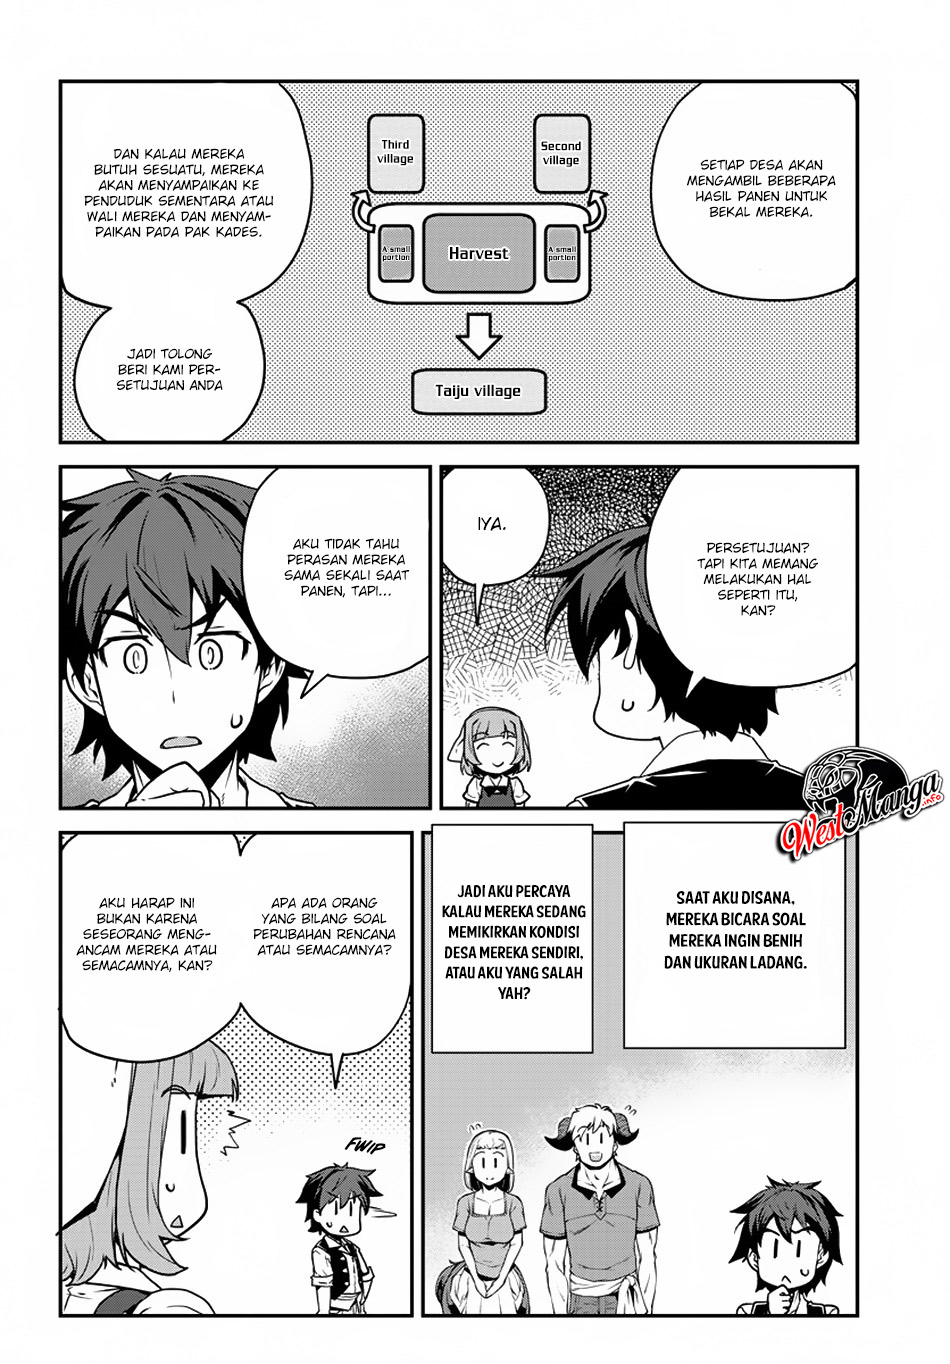 SETIAP DESA AKAN
MENGAMBIL BEBERAPA
HASIL PANEN UNTUK
BEKAL MEREKA.
Third
village
Second
village
A small
portion
Harvest
A small
portion
Taiju village
DAN KALAU MEREKA
BUTUH SESUATU, MEREKA
AKAN MENYAMPAIKAN KE
PENDUDUK SEMENTARA ATAU
WALI MEREKA DAN MENYAM-
PAIKAN PADA PAK KADES.
JADI TOLONG
BERI KAMI PER-
SETUJUAN ANDA
PERSETUJUAN?
TAPI KITA MEMANG
MELAKUKAN HAL
SEPERTI ITU,
KAN?
IYA.
AKU TIDAK TAHU
PERASAN MEREKA
SAMA SEKALI SAAT
PANEN, TAPI...
WestManga
.info
SAAT AKU DISANA,
MEREKA BICARA SOAL
MEREKA INGIN BENIH
DAN UKURAN LADANG.
JADI AKU PERCAYA
KALAU MEREKA SEDANG
MEMIKIRKAN KONDISI
DESA MEREKA SENDIRI,
ATAU AKU YANG SALAH
YAH?
APA ADA ORANG
YANG BILANG SOAL
PERUBAHAN RENCANA
ATAU SEMACAMNYA?
AKU HARAP INI
BUKAN KARENA
SESEORANG MENG-
ANCAM MEREKA ATAU
SEMACAMNYA, KAN?
FWIP